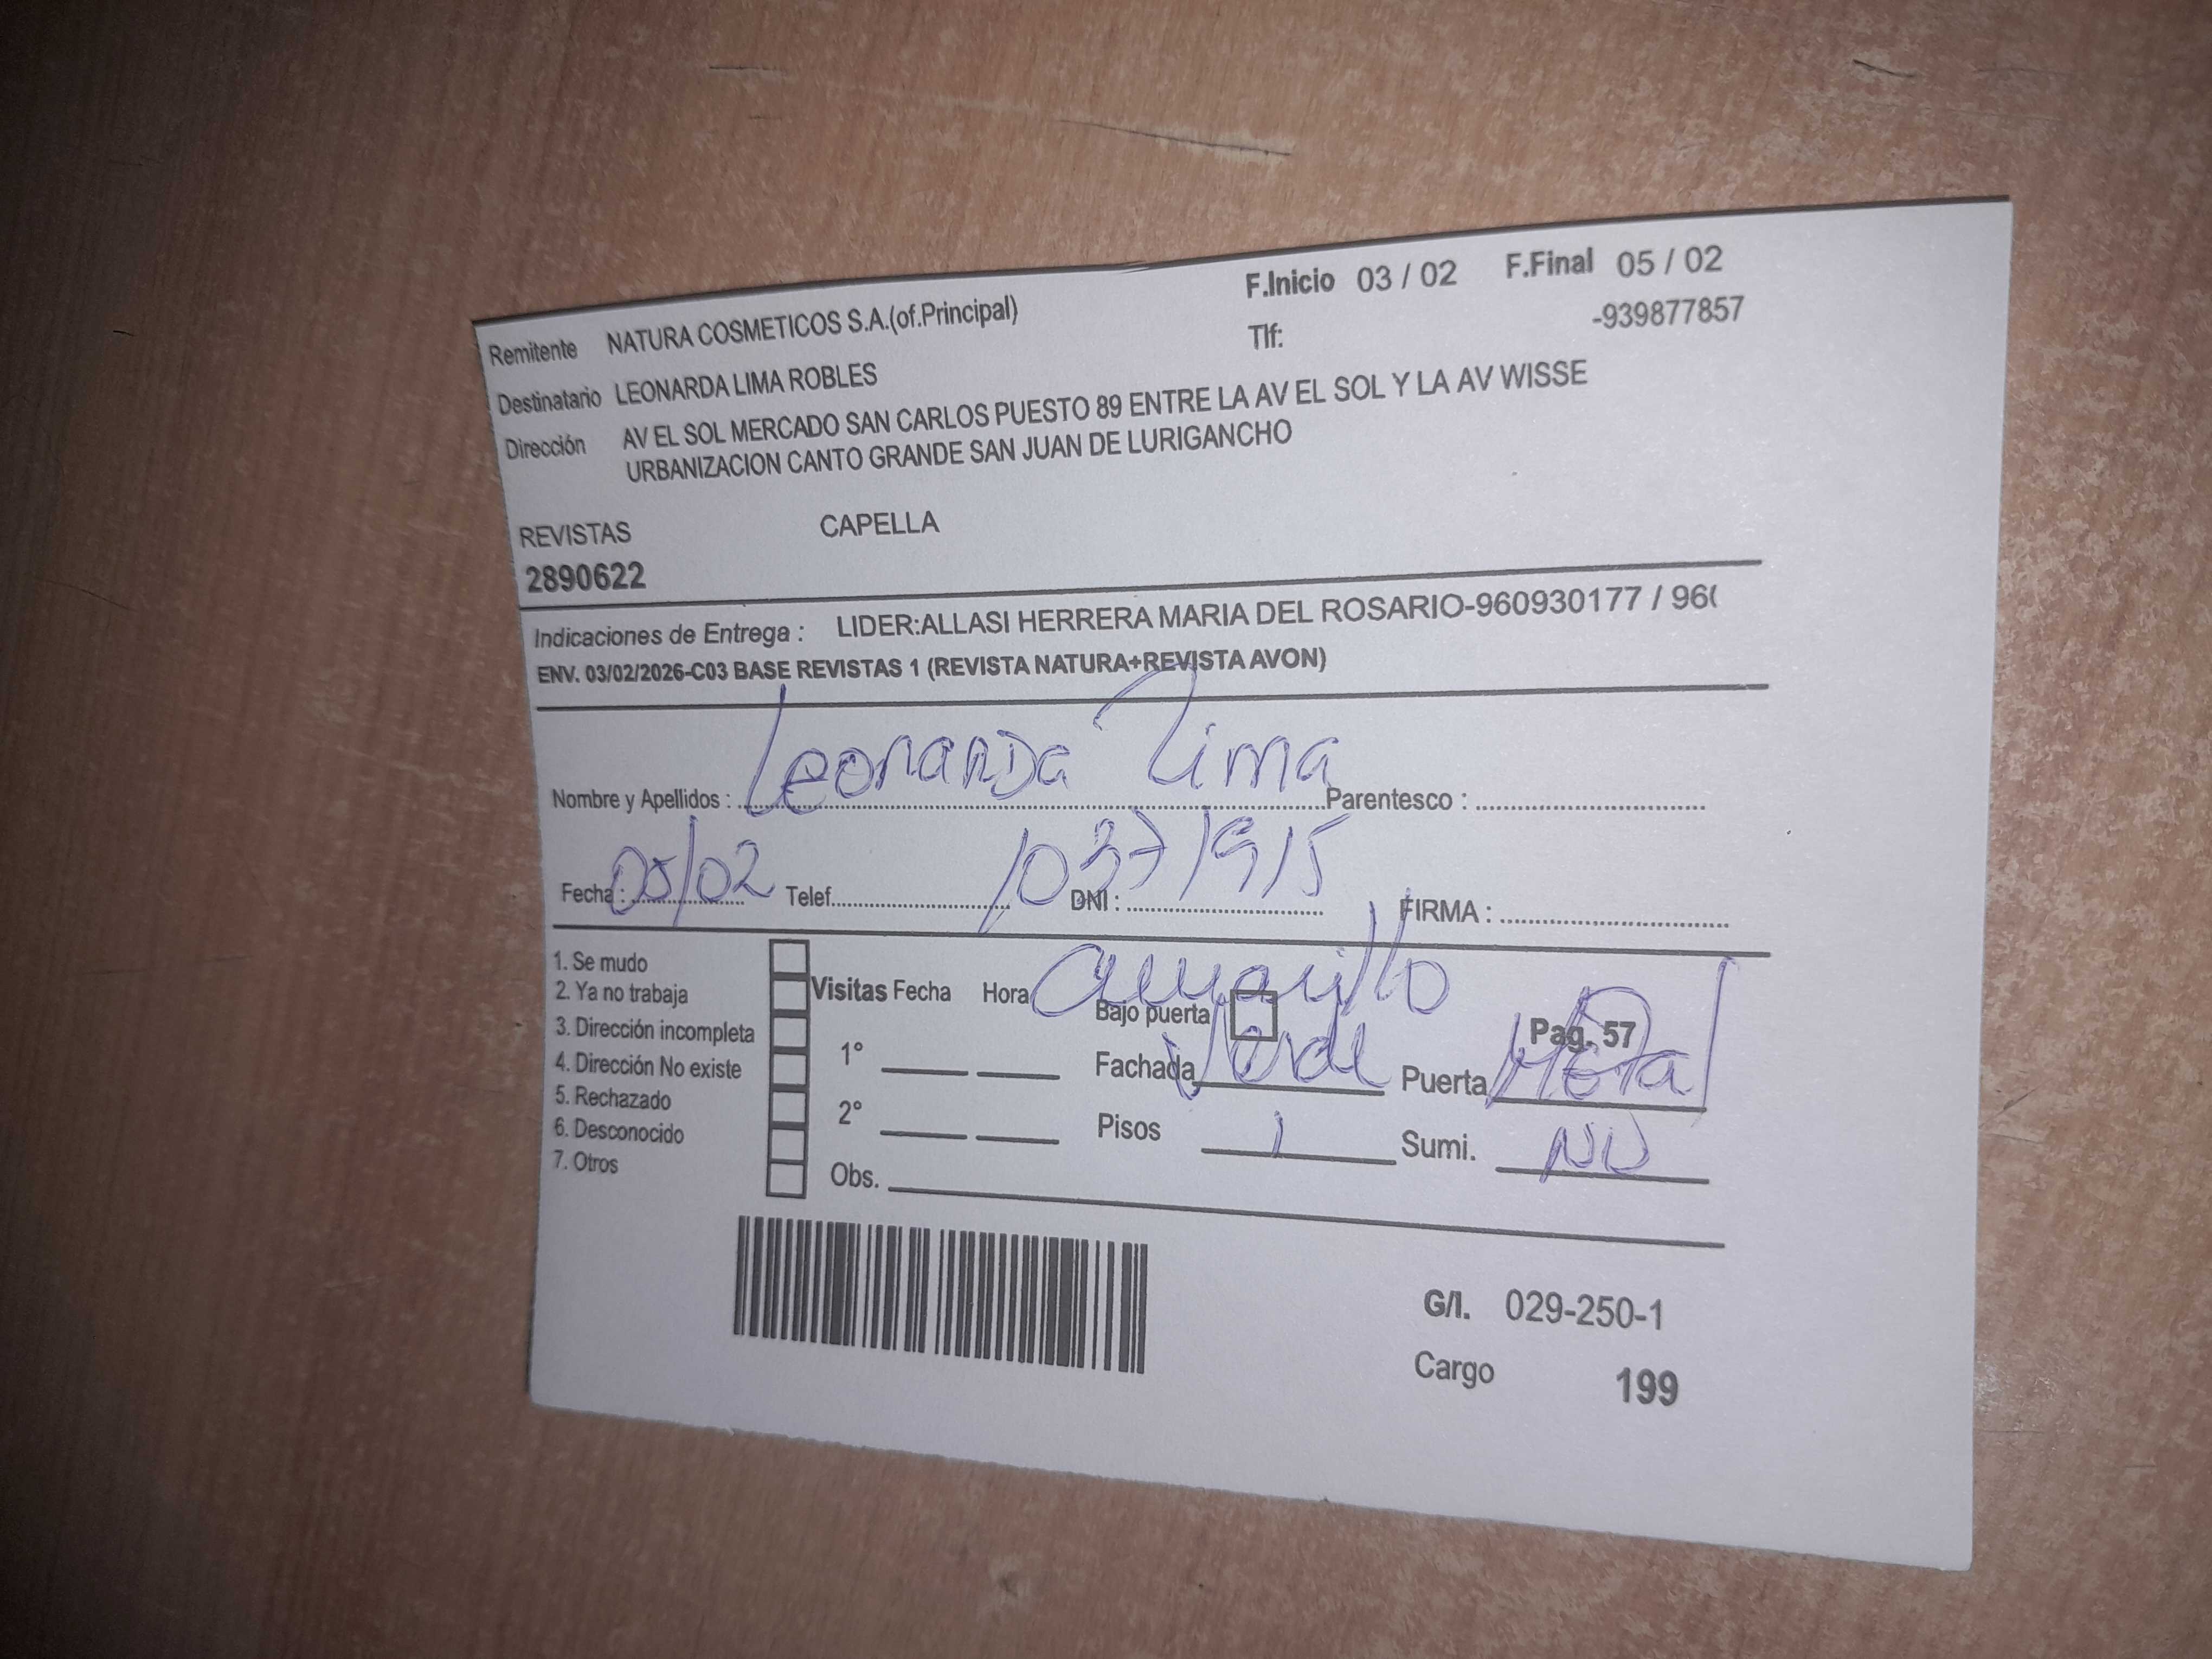 F.Inicio 03 / 02 F.Final 05 / 02
Remitente NATURA COSMETICOS S.A.(of.Principal) Tlf: -939877857
Destinatario LEONARDA LIMA ROBLES
Dirección AV EL SOL MERCADO SAN CARLOS PUESTO 89 ENTRE LA AV EL SOL Y LA AV WISSE
URBANIZACION CANTO GRANDE SAN JUAN DE LURIGANCHO
REVISTAS CAPELLA
2890622
Indicaciones de Entrega : LIDER:ALLASI HERRERA MARIA DEL ROSARIO-960930177 / 960
ENV. 03/02/2026-C03 BASE REVISTAS 1 (REVISTA NATURA+REVISTA AVON)
Nombre y Apellidos : Leonarda Lima Parentesco :
Fecha : 05/02 Telef. DNI : 10371915 FIRMA :
1. Se mudo
2. Ya no trabaja
3. Dirección incompleta
4. Dirección No existe
5. Rechazado
6. Desconocido
7. Otros
Visitas Fecha Hora
1°
2°
Obs.
amarillo
Bajo puerta Pag. 57
Fachada Verde Puerta Metal
Pisos 1 Sumi. NO
G/I. 029-250-1
Cargo 199